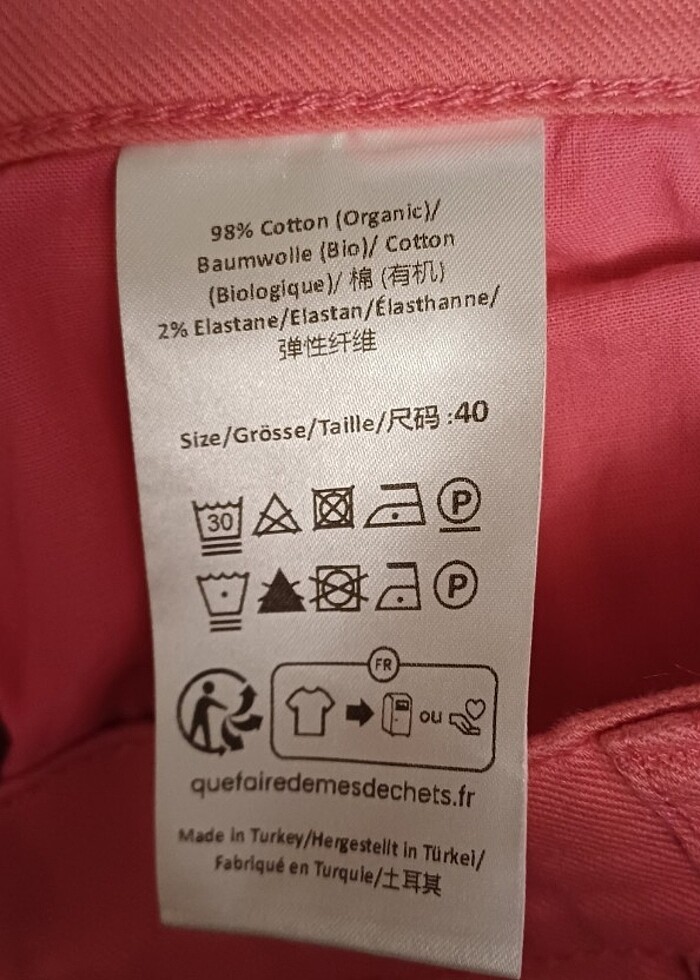 98% Cotton (Organic)/
Baumwolle (Bio)/ Cotton
(Biologique)/ 棉 (有机)
2% Elastane/Elastan/Élasthanne/
弹性纤维
Size/Grösse/Taille/尺码 :40
30 P
P
FR
ou
quefairedemesdechets.fr
Made in Turkey/Hergestellt in Türkei/
Fabriqué en Turquie/土耳其